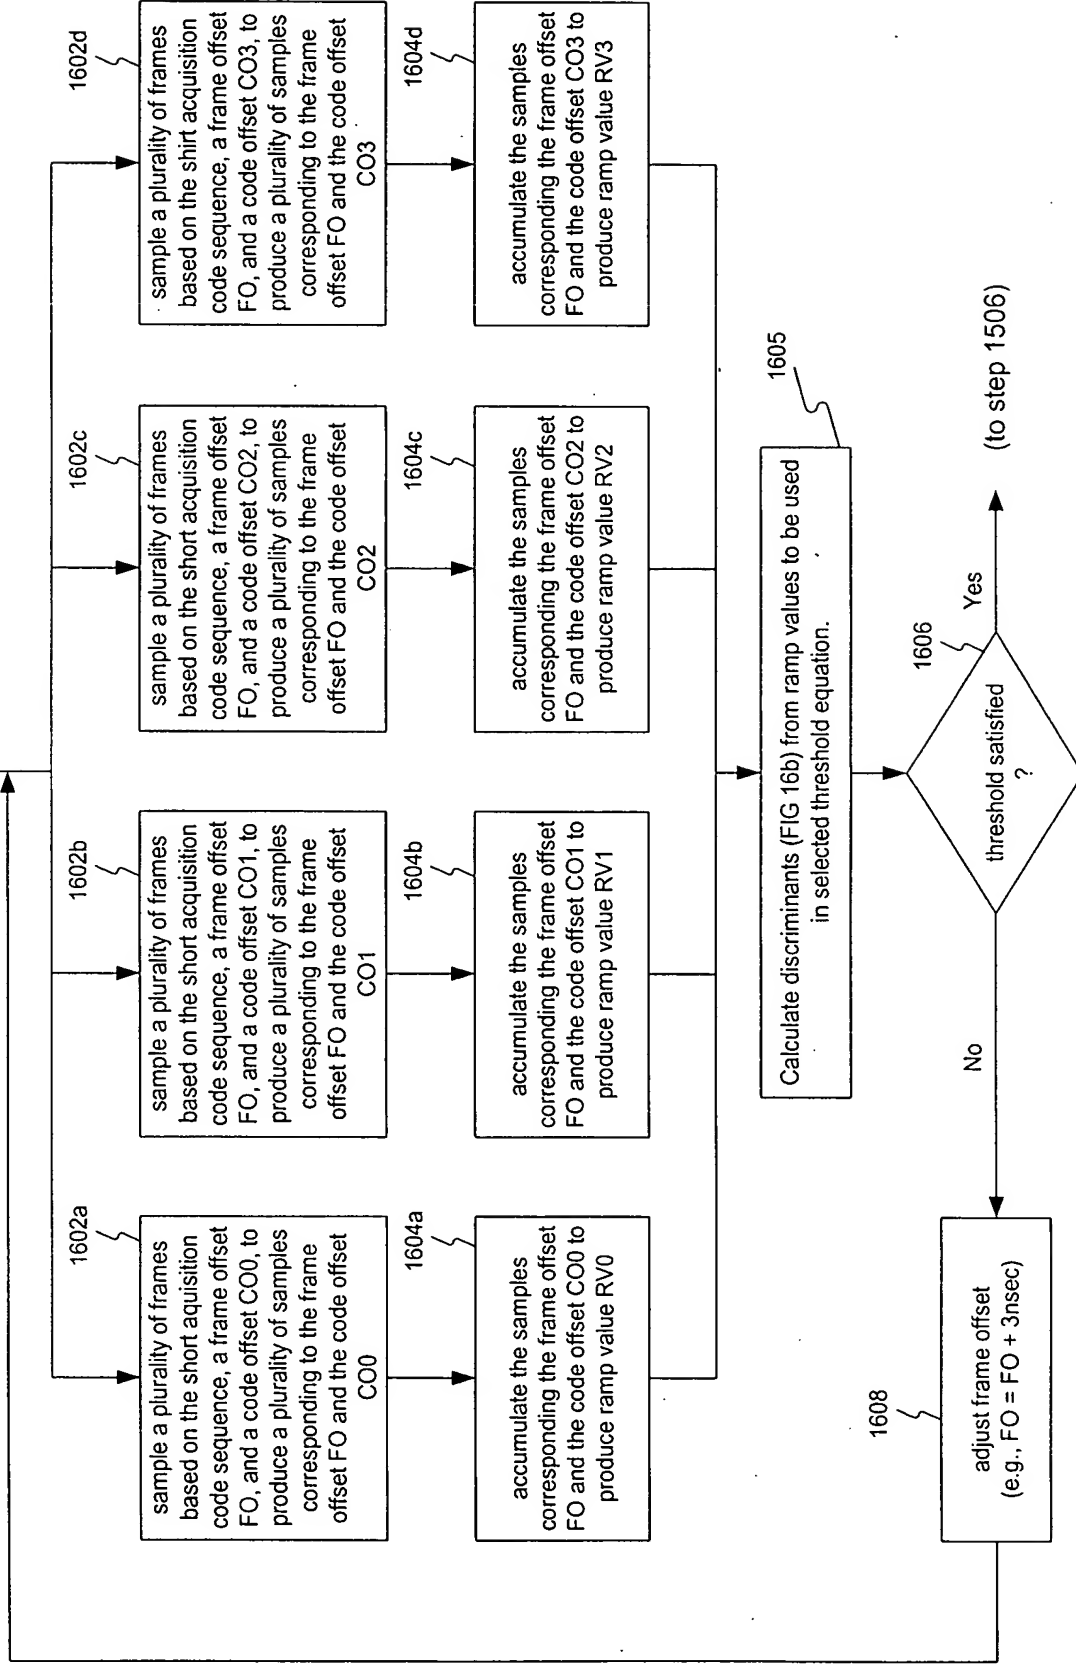 1602a
sample a plurality of frames
based on the short aquisition
code sequence, a frame offset
FO, and a code offset CO0, to
produce a plurality of samples
corresponding to the frame
offset FO and the code offset
CO0
1602b
sample a plurality of frames
based on the short acquisition
code sequence, a frame offset
FO, and a code offset CO1, to
produce a plurality of samples
corresponding to the frame
offset FO and the code offset
CO1
1602c
sample a plurality of frames
based on the short acquisition
code sequence, a frame offset
FO, and a code offset CO2, to
produce a plurality of samples
corresponding to the frame
offset FO and the code offset
CO2
1602d
sample a plurality of frames
based on the shirt acquisition
code sequence, a frame offset
FO, and a code offset CO3, to
produce a plurality of samples
corresponding to the frame
offset FO and the code offset
CO3
1604a
accumulate the samples
corresponding the frame offset
FO and the code offset CO0 to
produce ramp value RV0
1604b
accumulate the samples
corresponding the frame offset
FO and the code offset CO1 to
produce ramp value RV1
1604c
accumulate the samples
corresponding the frame offset
FO and the code offset CO2 to
produce ramp value RV2
1604d
accumulate the samples
corresponding the frame offset
FO and the code offset CO3 to
produce ramp value RV3
1605
Calculate discriminants (FIG 16b) from ramp values to be used
in selected threshold equation.
1606
threshold satisfied
?
Yes
(to step 1506)
No
1608
adjust frame offset
(e.g., FO = FO + 3nsec)